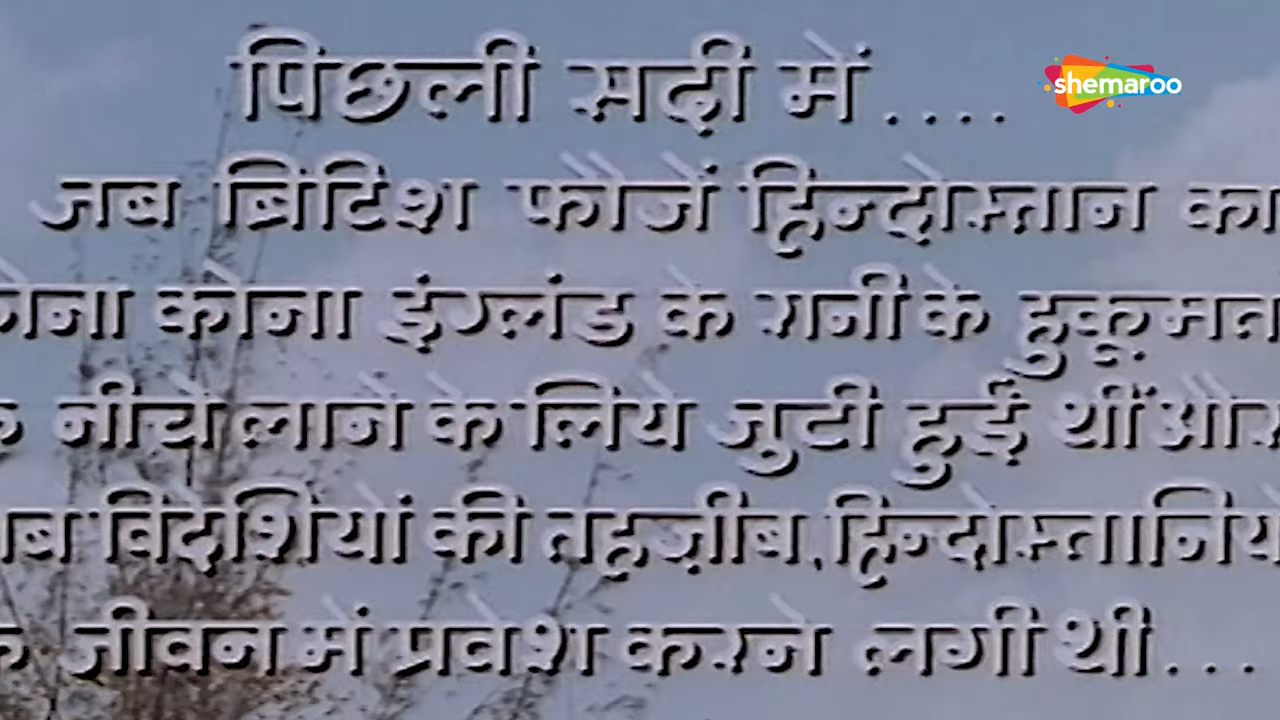 पिछली सदी में....
shemaroo
जब ब्रिटिश फौजें हिन्दोस्तान का
कोना कोना इंग्लैंड के रानी के हुकूमत
के नीचे लाने के लिये जुटी हुई थीं और
जब विदेशियों की तहज़ीब, हिन्दोस्तानियों
के जीवन में प्रवेश करने लगी थी...